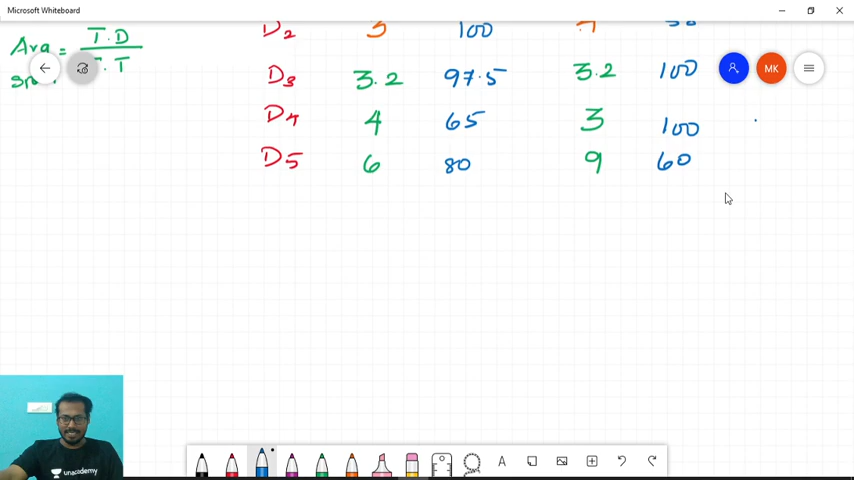 Microsoft Whiteboard
Avg = T.D
D2 3 100
T
MK
D3 3.2 97.5 3.2 100
D4 4 65 3 100
D5 6 80 9 60
unacademy
A